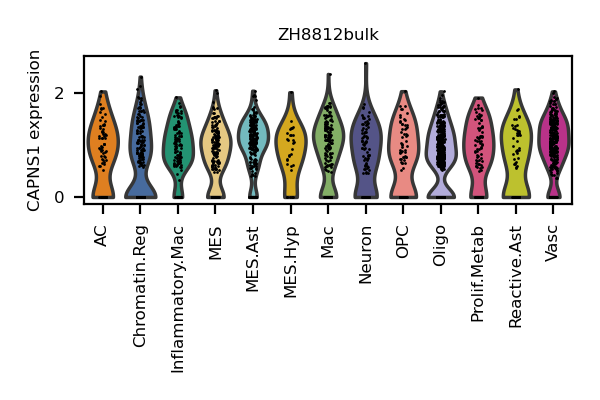 ZH8812bulk
CAPNS1 expression
2
0
AC
Chromatin.Reg
Inflammatory.Mac
MES
MES.Ast
MES.Hyp
Mac
Neuron
OPC
Oligo
Prolif.Metab
Reactive.Ast
Vasc